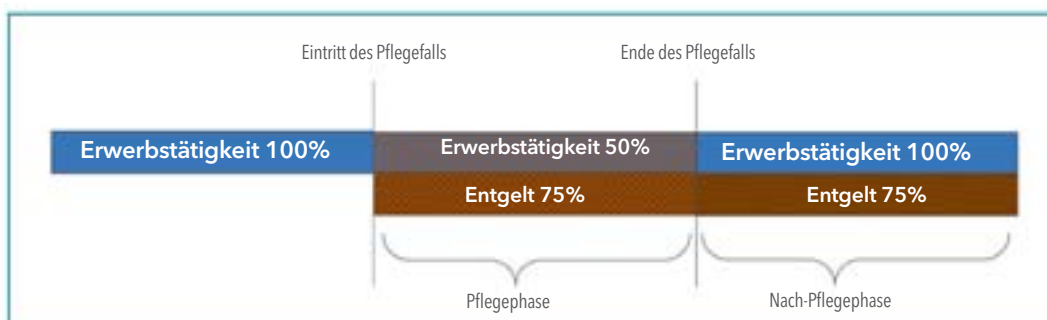 Eintritt des Pflegefalls
Ende des Pflegefalls
Erwerbstätigkeit 100%
Erwerbstätigkeit 50%
Erwerbstätigkeit 100%
Entgelt 75%
Entgelt 75%
Pflegephase
Nach-Pflegephase